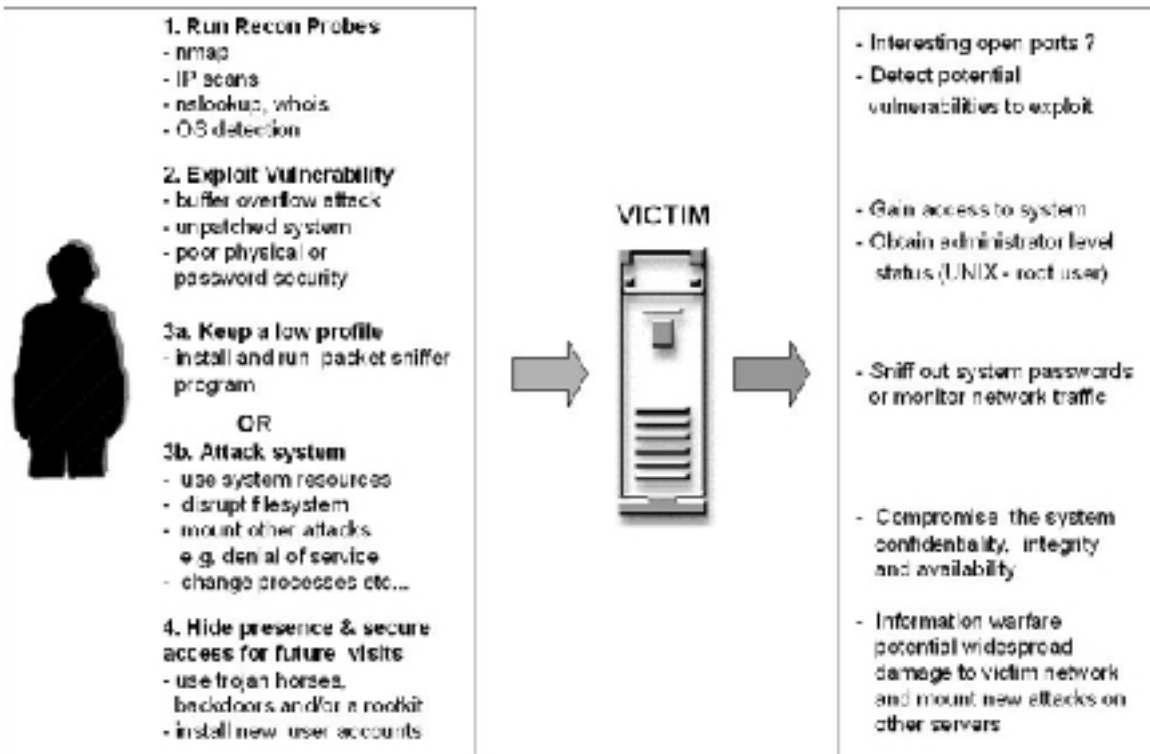 1. Run Recon Probes
- nmap
- IP scans
- nslookup, whois
- OS detection
2. Exploit Vulnerability
- buffer overflow attack
- unpatched system
- poor physical or
password security
3a. Keep a low profile
- install and run packet sniffer
program
OR
3b. Attack system
- use system resources
- disrupt filesystem
- mount other attacks
e.g. denial of service
- change processes etc...
4. Hide presence & secure
access for future visits
- use trojan horses,
backdoors and/or a rootkit
- install new user accounts
VICTIM
- Interesting open ports ?
- Detect potential
vulnerabilities to exploit
- Gain access to system
- Obtain administrator level
status (UNIX - root user)
- Sniff out system passwords
or monitor network traffic
- Compromise the system
confidentiality, integrity
and availability
- Information warfare
potential widespread
damage to victim network
and mount new attacks on
other servers